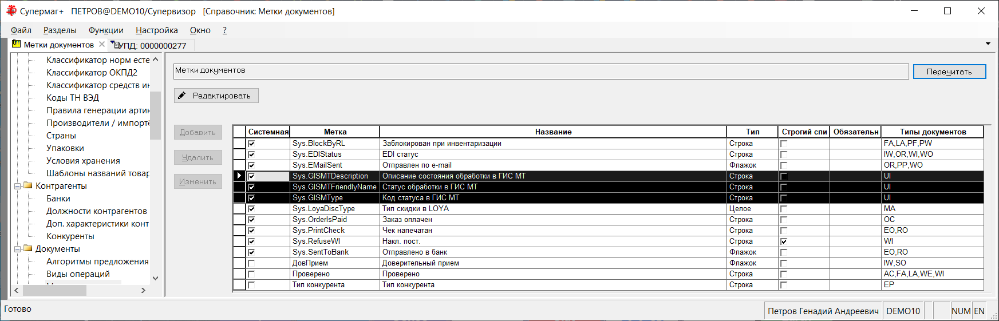 Супермаг+ ПЕТРОВ@DEMO10/Супервизор [Справочник: Метки документов]
Файл Разделы Функции Настройка Окно ?
Метки документов УПД: 0000000277
Классификатор норм есте
Классификатор ОКПД2
Классификатор средств ин
Коды ТН ВЭД
Правила генерации артик
Производители / импортё
Страны
Упаковки
Условия хранения
Шаблоны названий товар
Контрагенты
Банки
Должности контрагентов
Доп. характеристики конт
Конкуренты
Документы
Алгоритмы предложения
Виды операций
Метки документов
Перечитать
Редактировать
Добавить
Удалить
Изменить
Системная Метка Название Тип Строгий спи Обязательн Типы документов
Sys.BlockByRL Заблокирован при инвентаризации Строка FA,LA,PF,PW
Sys.EDIStatus EDI статус Строка IW,OR,WI,WO
Sys.EMailSent Отправлен по e-mail Флажок OR,PP,WO
Sys.GISMTDescription Описание состояния обработки в ГИС МТ Строка UI
Sys.GISMTFriendlyName Статус обработки в ГИС МТ Строка UI
Sys.GISMType Код статуса в ГИС МТ Строка UI
Sys.LoyaDiscType Тип скидки в LOYA Целое MA
Sys.OrderIsPaid Заказ оплачен Строка OC
Sys.PrintCheck Чек напечатан Строка EO,RO
Sys.RefuseWI Накл. пост. Строка WI
Sys.SentToBank Отправлено в банк Флажок EO,RO
ДовПрием Доверительный прием Флажок IW,SO
Проверено Проверено Строка AC,FA,LA,WE,WI
Тип конкурента Тип конкурента Строка EP
Готово
Петров Генадий Андреевич DEMO10 NUM EN